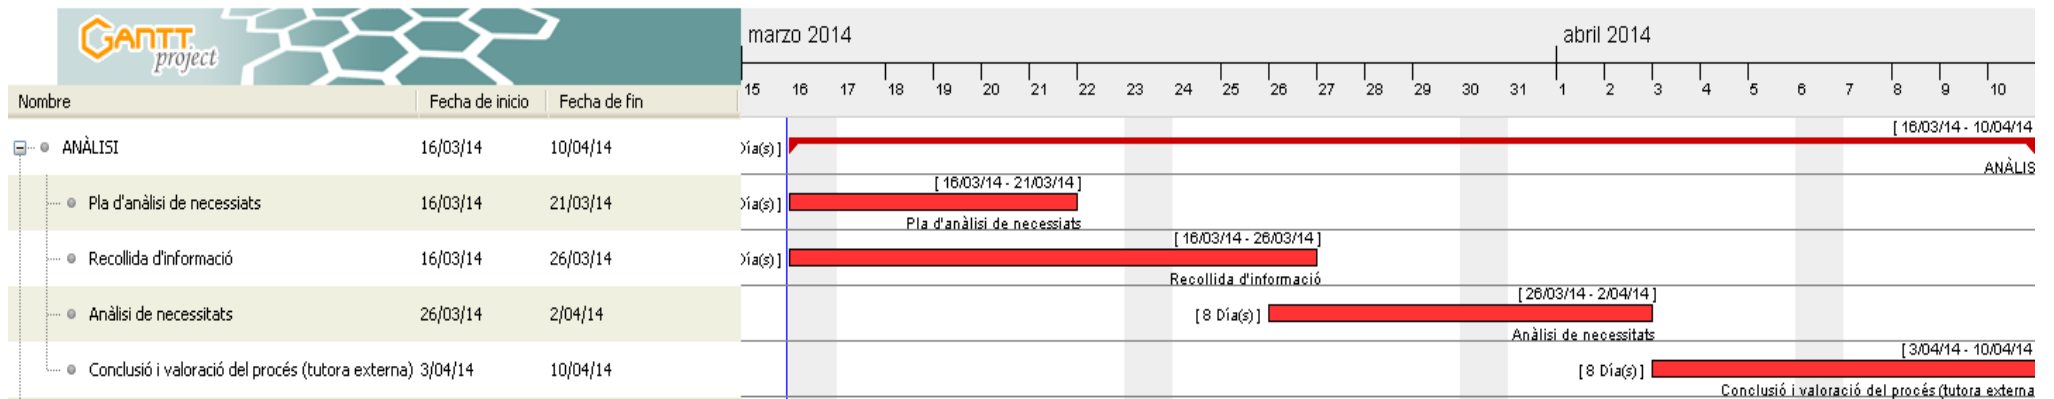 GANTT
project
marzo 2014
abril 2014
15 16 17 18 19 20 21 22 23 24 25 26 27 28 29 30 31 1 2 3 4 5 6 7 8 9 10
Nombre Fecha de inicio Fecha de fin
[ 16/03/14 - 10/04/14
ANÀLISI 16/03/14 10/04/14 Día(s) ]
ANÀLIS
[ 16/03/14 - 21/03/14 ]
Pla d'anàlisi de necessiats 16/03/14 21/03/14 Día(s) ]
Pla d'anàlisi de necessiats
[ 16/03/14 - 26/03/14 ]
Recollida d'informació 16/03/14 26/03/14 Día(s) ]
Recollida d'informació
[ 26/03/14 - 2/04/14 ]
Anàlisi de necessitats 26/03/14 2/04/14 [ 8 Día(s) ]
Anàlisi de necessitats
[ 3/04/14 - 10/04/14
Conclusió i valoració del procés (tutora externa) 3/04/14 10/04/14 [ 8 Día(s) ]
Conclusió i valoració del procés (tutora externa